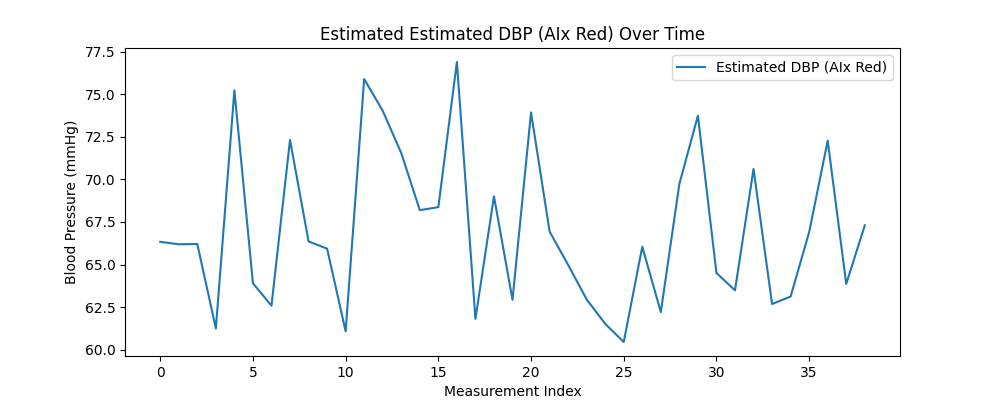 Estimated Estimated DBP (AIx Red) Over Time
Blood Pressure (mmHg)
77.5
75.0
72.5
70.0
67.5
65.0
62.5
60.0
Estimated DBP (AIx Red)
0 5 10 15 20 25 30 35
Measurement Index